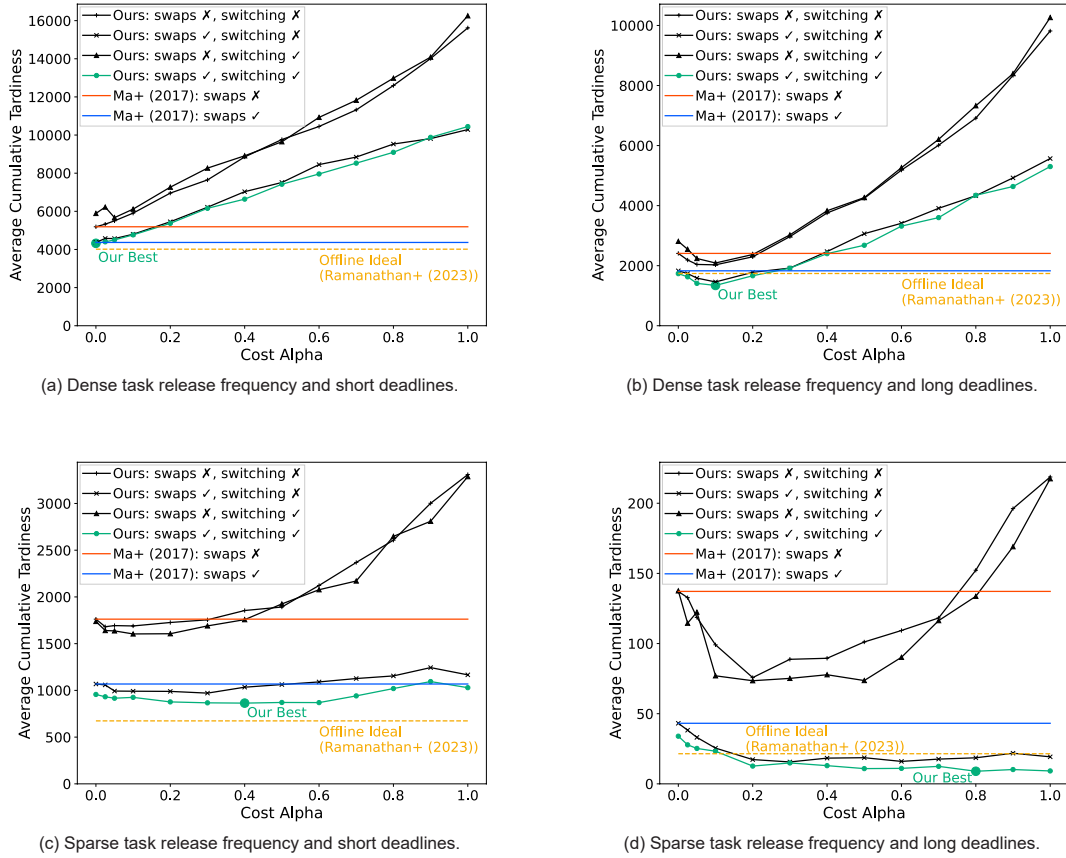 Average Cumulative Tardiness
16000
14000
12000
10000
8000
6000
4000
2000
0
Ours: swaps ✗, switching ✗
Ours: swaps ✓, switching ✗
Ours: swaps ✗, switching ✓
Ours: swaps ✓, switching ✓
Ma+ (2017): swaps ✗
Ma+ (2017): swaps ✓
Our Best
Offline Ideal
(Ramanathan+ (2023))
0.0 0.2 0.4 0.6 0.8 1.0
Cost Alpha
(a) Dense task release frequency and short deadlines.
Average Cumulative Tardiness
10000
8000
6000
4000
2000
0
Ours: swaps ✗, switching ✗
Ours: swaps ✓, switching ✗
Ours: swaps ✗, switching ✓
Ours: swaps ✓, switching ✓
Ma+ (2017): swaps ✗
Ma+ (2017): swaps ✓
Our Best
Offline Ideal
(Ramanathan+ (2023))
0.0 0.2 0.4 0.6 0.8 1.0
Cost Alpha
(b) Dense task release frequency and long deadlines.
Average Cumulative Tardiness
3000
2500
2000
1500
1000
500
0
Ours: swaps ✗, switching ✗
Ours: swaps ✓, switching ✗
Ours: swaps ✗, switching ✓
Ours: swaps ✓, switching ✓
Ma+ (2017): swaps ✗
Ma+ (2017): swaps ✓
Our Best
Offline Ideal
(Ramanathan+ (2023))
0.0 0.2 0.4 0.6 0.8 1.0
Cost Alpha
(c) Sparse task release frequency and short deadlines.
Average Cumulative Tardiness
200
150
100
50
0
Ours: swaps ✗, switching ✗
Ours: swaps ✓, switching ✗
Ours: swaps ✗, switching ✓
Ours: swaps ✓, switching ✓
Ma+ (2017): swaps ✗
Ma+ (2017): swaps ✓
Offline Ideal
(Ramanathan+ (2023))
Our Best
0.0 0.2 0.4 0.6 0.8 1.0
Cost Alpha
(d) Sparse task release frequency and long deadlines.